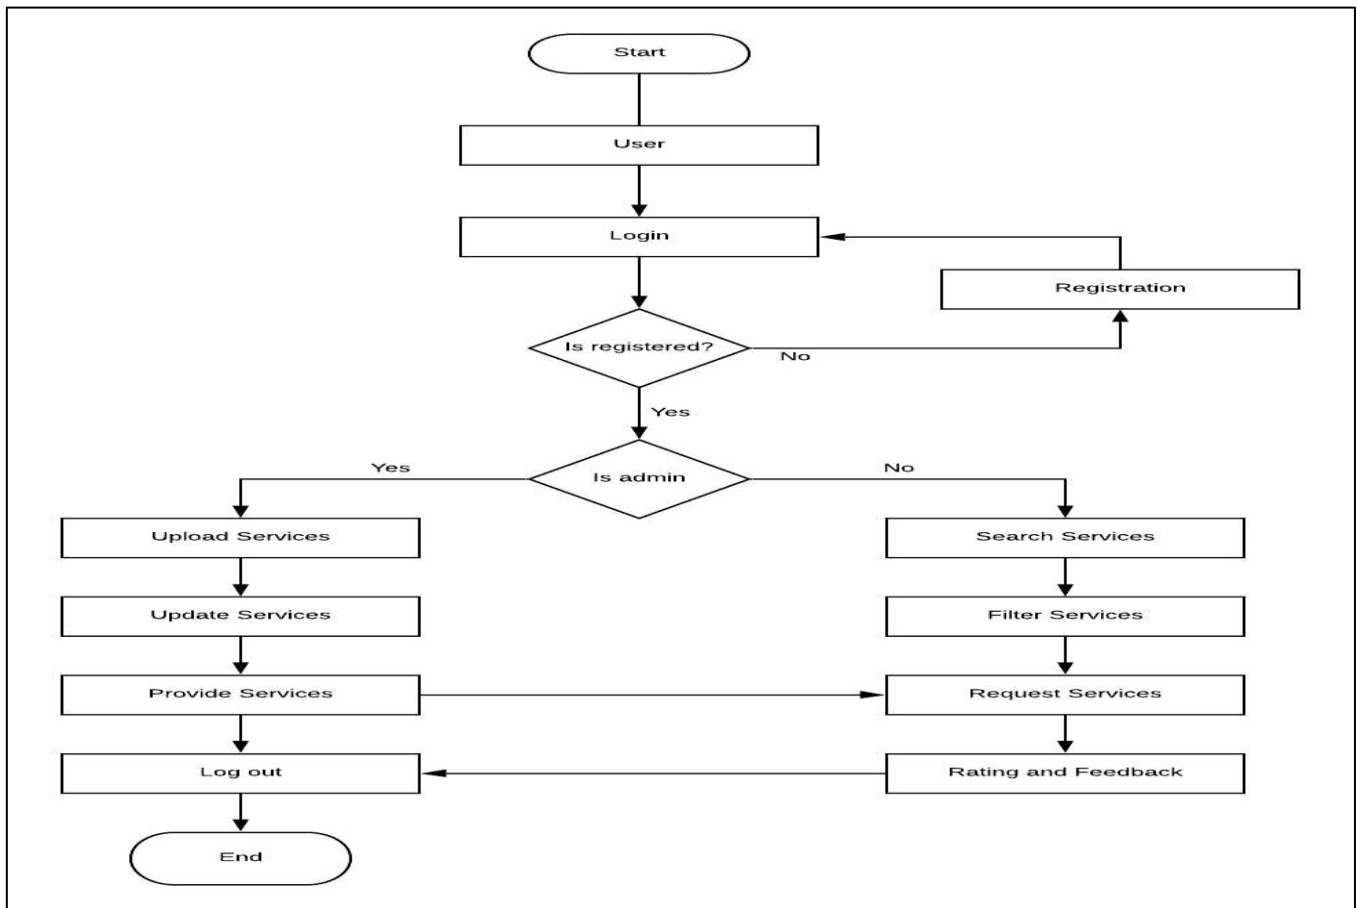 Start
User
Login
Registration
Is registered?
No
Yes
Is admin
Yes
No
Upload Services
Search Services
Update Services
Filter Services
Provide Services
Request Services
Log out
Rating and Feedback
End